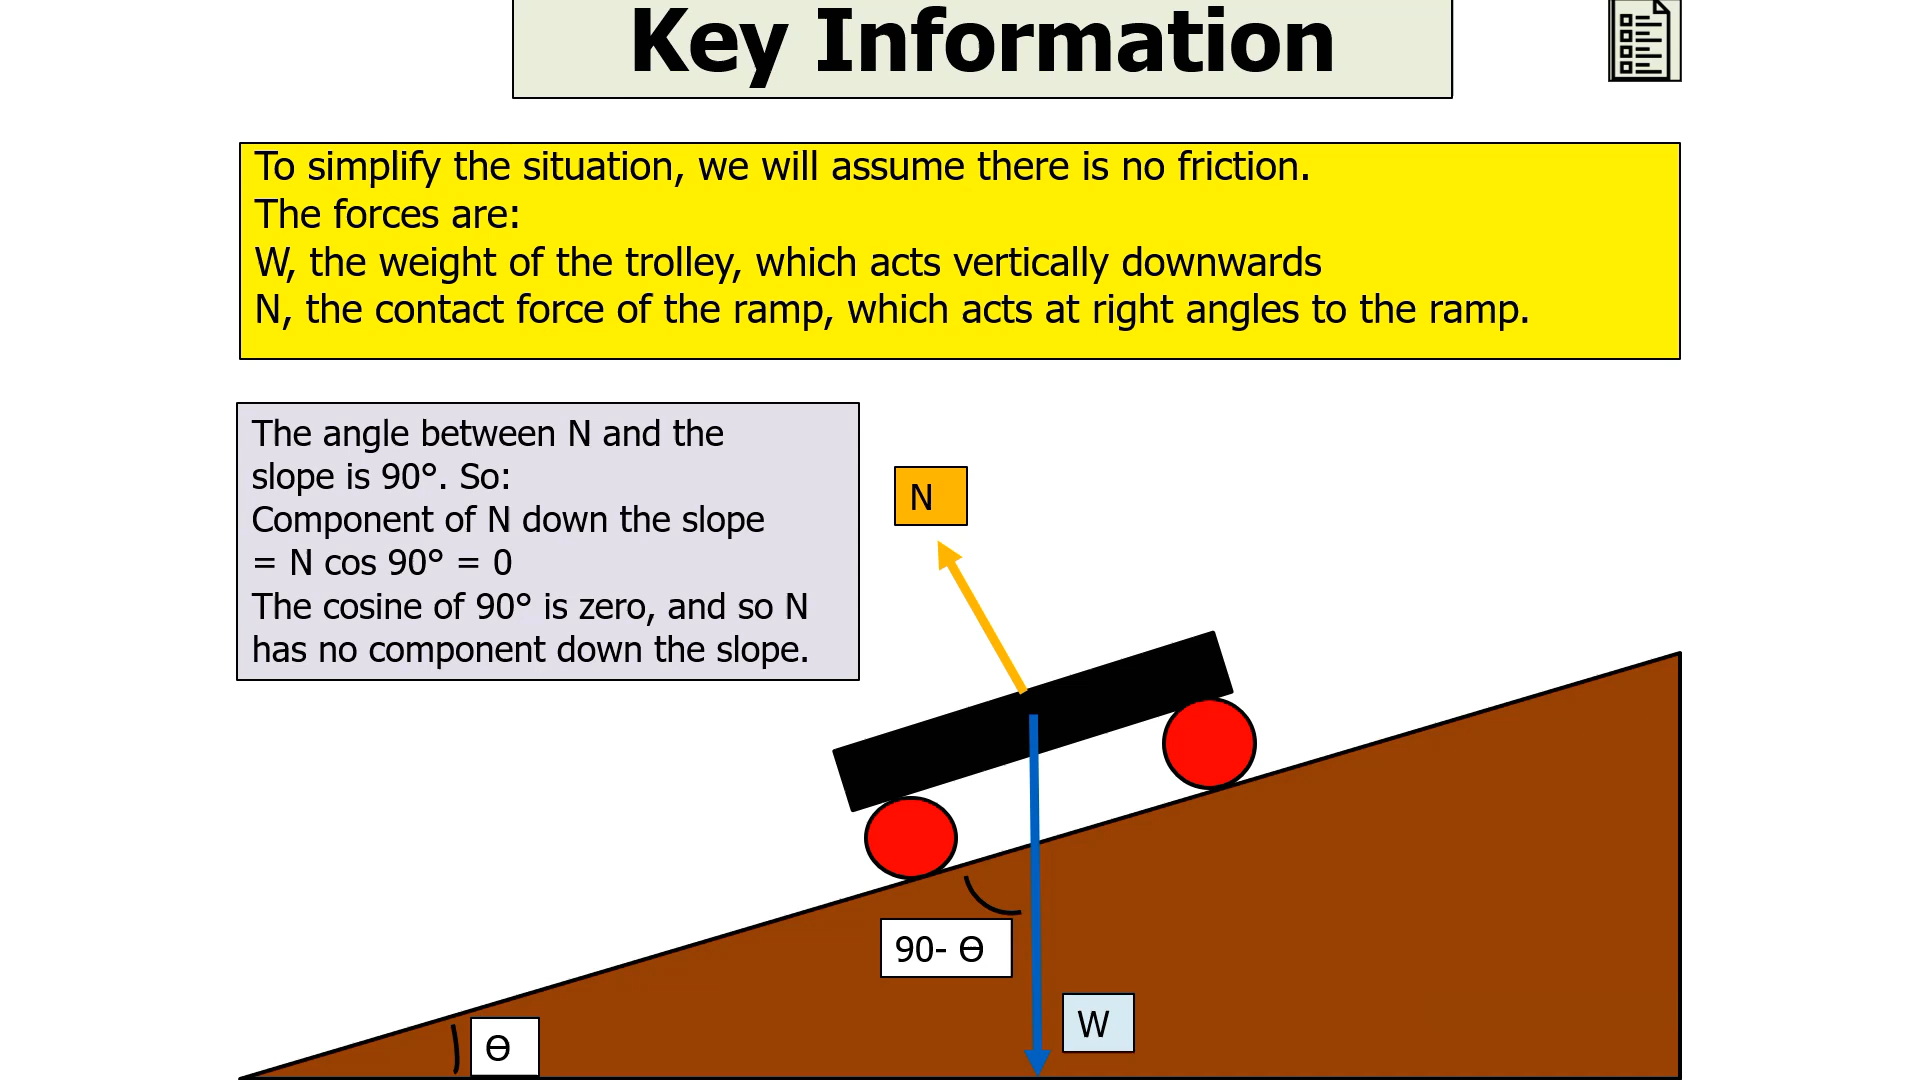 Key Information
To simplify the situation, we will assume there is no friction.
The forces are:
W, the weight of the trolley, which acts vertically downwards
N, the contact force of the ramp, which acts at right angles to the ramp.
The angle between N and the
slope is 90°. So:
Component of N down the slope
= N cos 90° = 0
The cosine of 90° is zero, and so N
has no component down the slope.
N
90- ϴ
W
ϴ